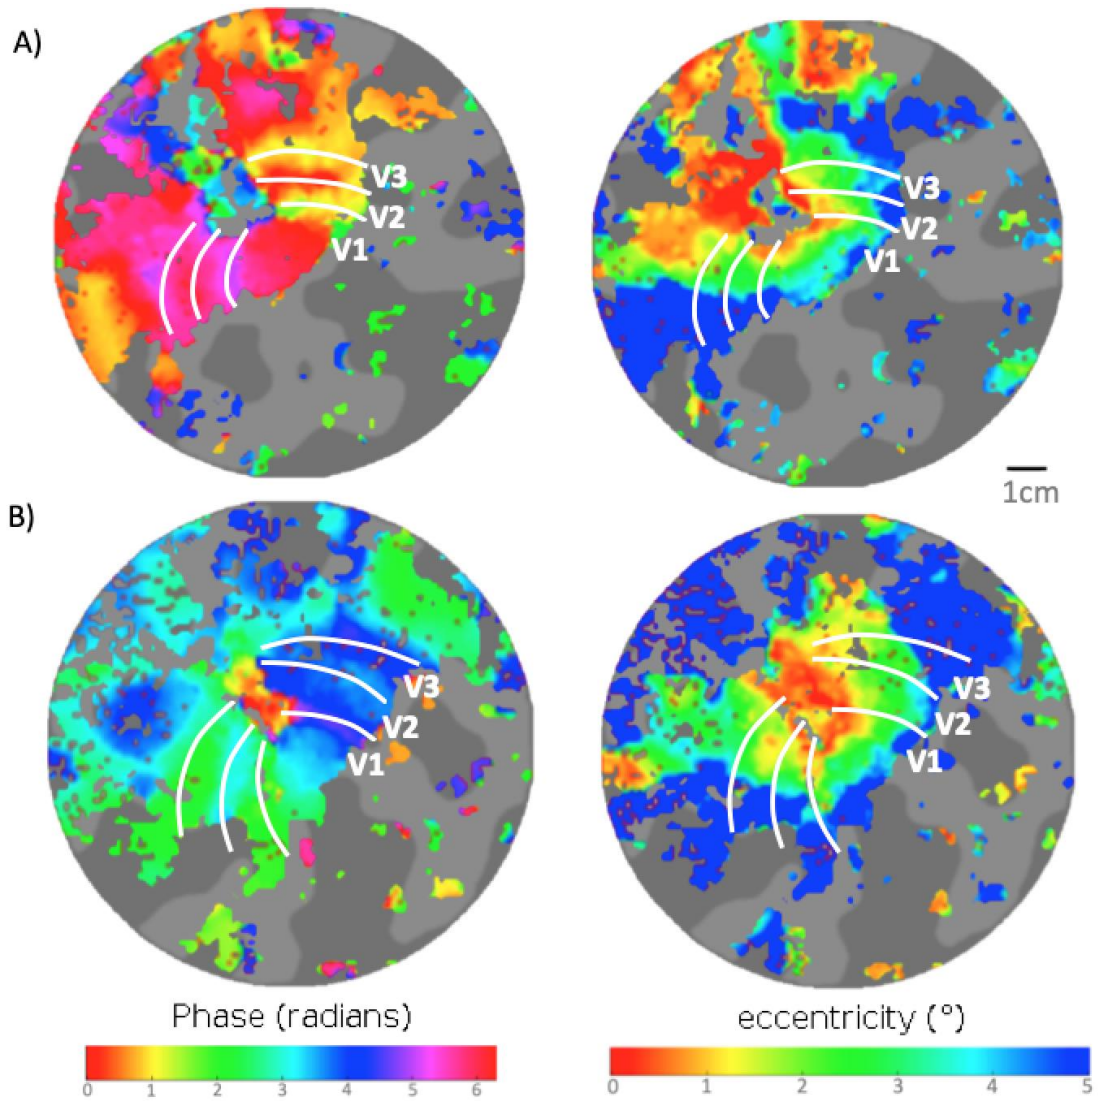 A)
V3
V2
V1
V3
V2
V1
1cm
B)
V3
V2
V1
V3
V2
V1
Phase (radians)
eccentricity (°)
0 1 2 3 4 5 6
0 1 2 3 4 5